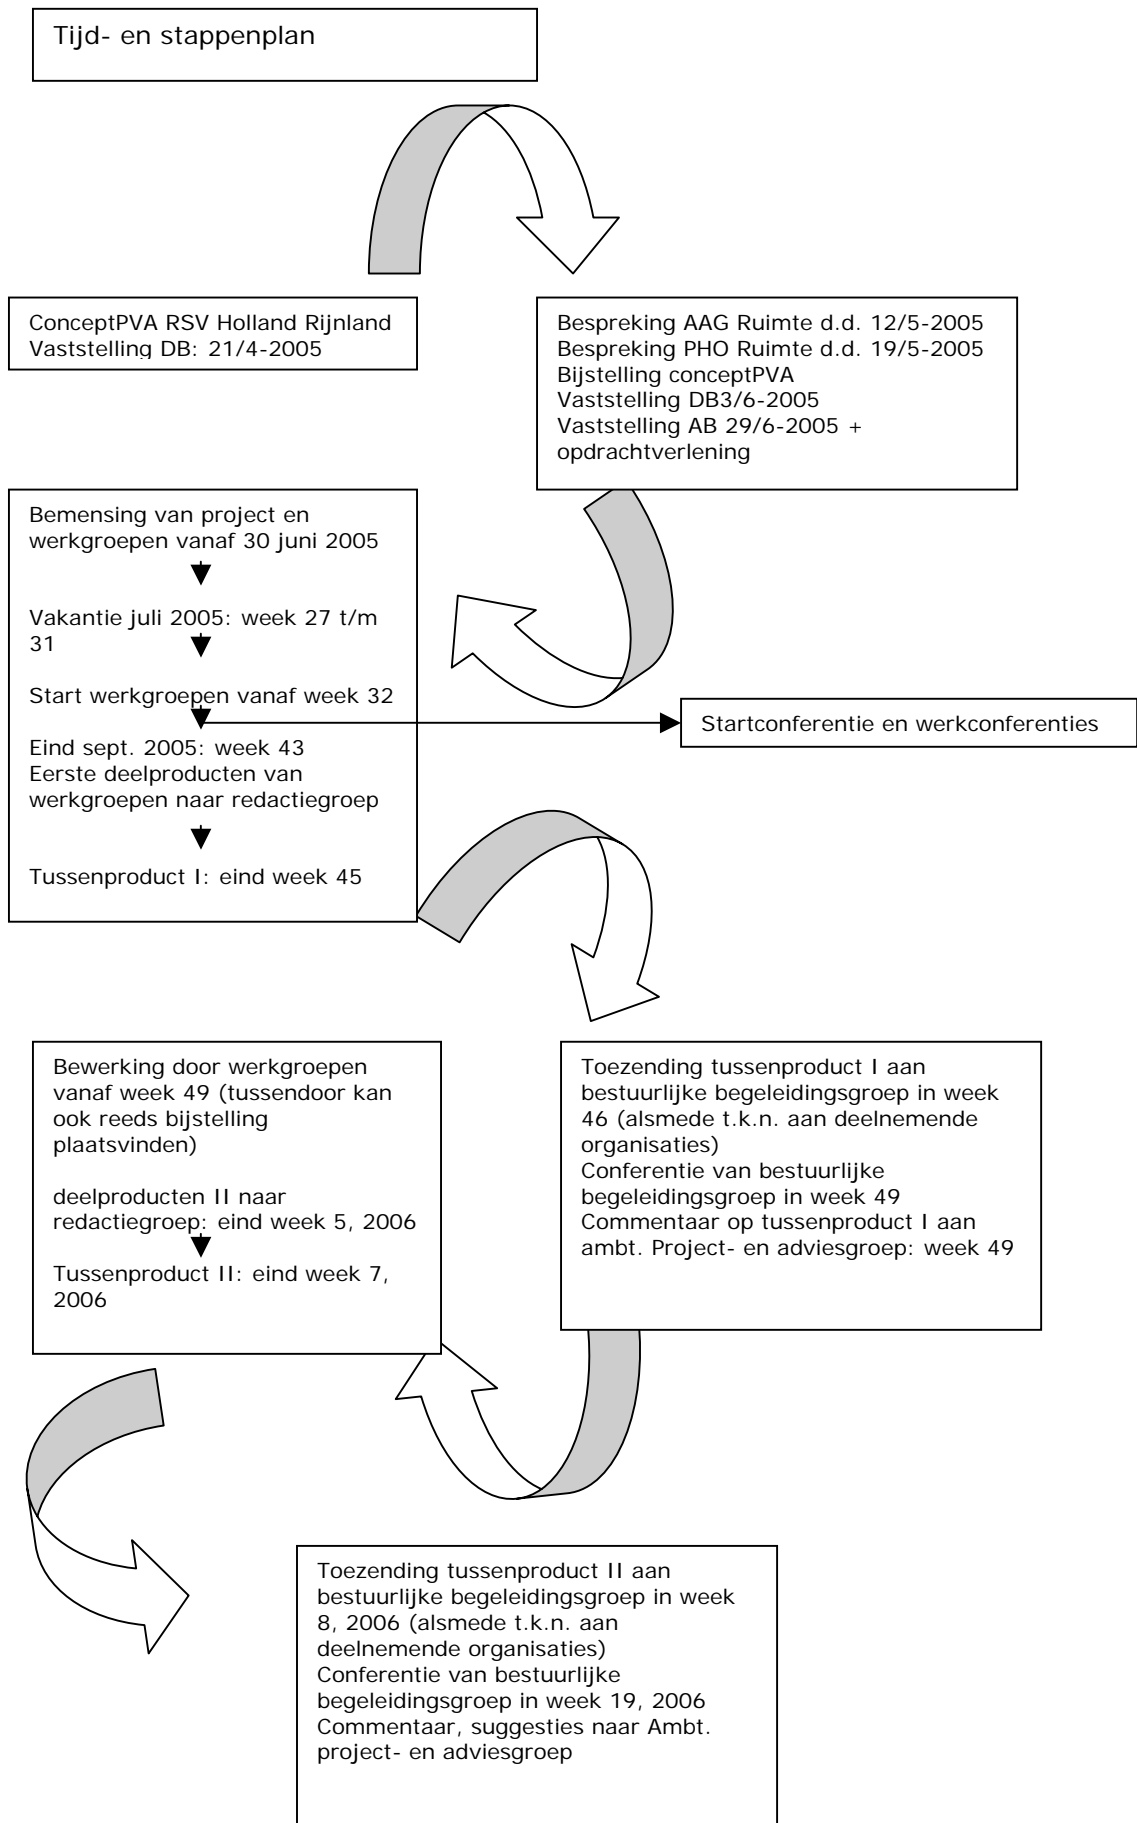 Tijd- en stappenplan
ConceptPVA RSV Holland Rijnland
Vaststelling DB: 21/4-2005
Bespreking AAG Ruimte d.d. 12/5-2005
Bespreking PHO Ruimte d.d. 19/5-2005
Bijstelling conceptPVA
Vaststelling DB3/6-2005
Vaststelling AB 29/6-2005 +
opdrachtverlening
Bemensing van project en
werkgroepen vanaf 30 juni 2005
Vakantie juli 2005: week 27 t/m
31
Start werkgroepen vanaf week 32
Startconferentie en werkconferenties
Eind sept. 2005: week 43
Eerste deelproducten van
werkgroepen naar redactiegroep
Tussenproduct I: eind week 45
Toezending tussenproduct I aan
bestuurlijke begeleidingsgroep in week
46 (alsmede t.k.n. aan deelnemende
organisaties)
Conferentie van bestuurlijke
begeleidingsgroep in week 49
Commentaar op tussenproduct I aan
ambt. Project- en adviesgroep: week 49
Bewerking door werkgroepen
vanaf week 49 (tussendoor kan
ook reeds bijstelling
plaatsvinden)
deelproducten II naar
redactiegroep: eind week 5, 2006
Tussenproduct II: eind week 7,
2006
Toezending tussenproduct II aan
bestuurlijke begeleidingsgroep in week
8, 2006 (alsmede t.k.n. aan
deelnemende organisaties)
Conferentie van bestuurlijke
begeleidingsgroep in week 19, 2006
Commentaar, suggesties naar Ambt.
project- en adviesgroep